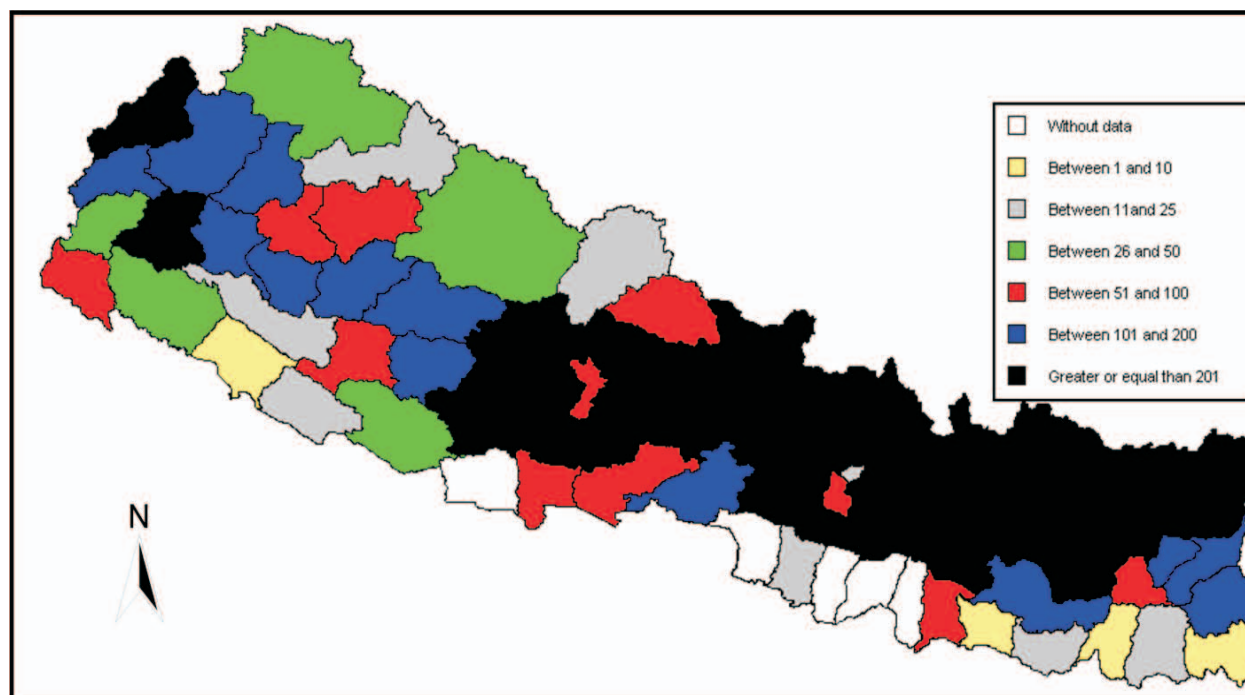 Without data
Between 1 and 10
Between 11and 25
Between 26 and 50
Between 51 and 100
Between 101 and 200
Greater or equal than 201
N